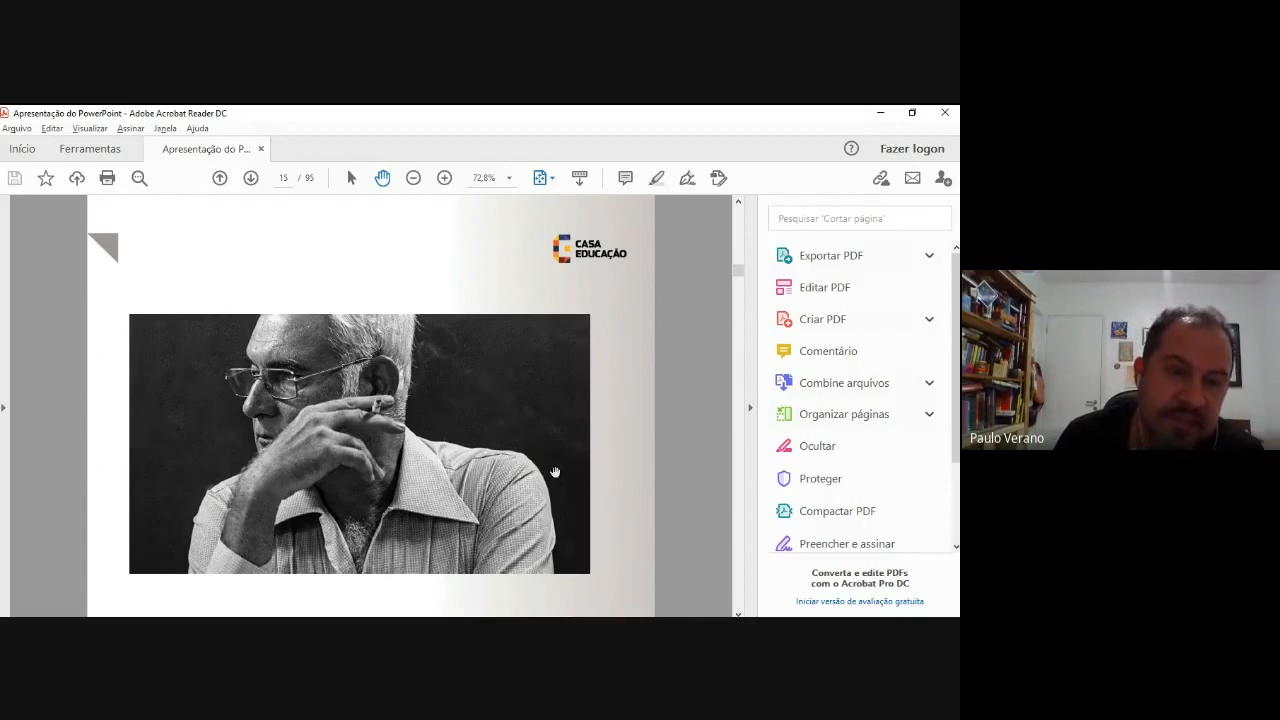 Apresentação do PowerPoint - Adobe Acrobat Reader DC
Arquivo Editar Visualizar Assinar Janela Ajuda
Início Ferramentas Apresentação do P... ×
Fazer logon
15 / 95 72,8%
CASA
EDUCAÇÃO
Pesquisar 'Cortar página'
Exportar PDF
Editar PDF
Criar PDF
Comentário
Combine arquivos
Organizar páginas
Ocultar
Proteger
Compactar PDF
Preencher e assinar
Converta e edite PDFs
com o Acrobat Pro DC
Iniciar versão de avaliação gratuita
Paulo Verano